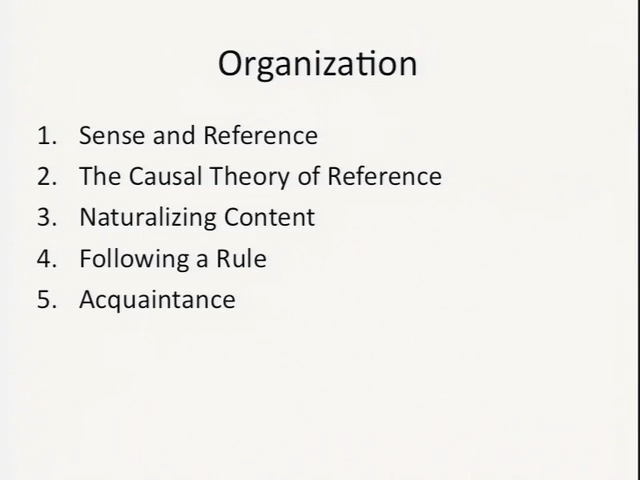 Organization
1. Sense and Reference
2. The Causal Theory of Reference
3. Naturalizing Content
4. Following a Rule
5. Acquaintance